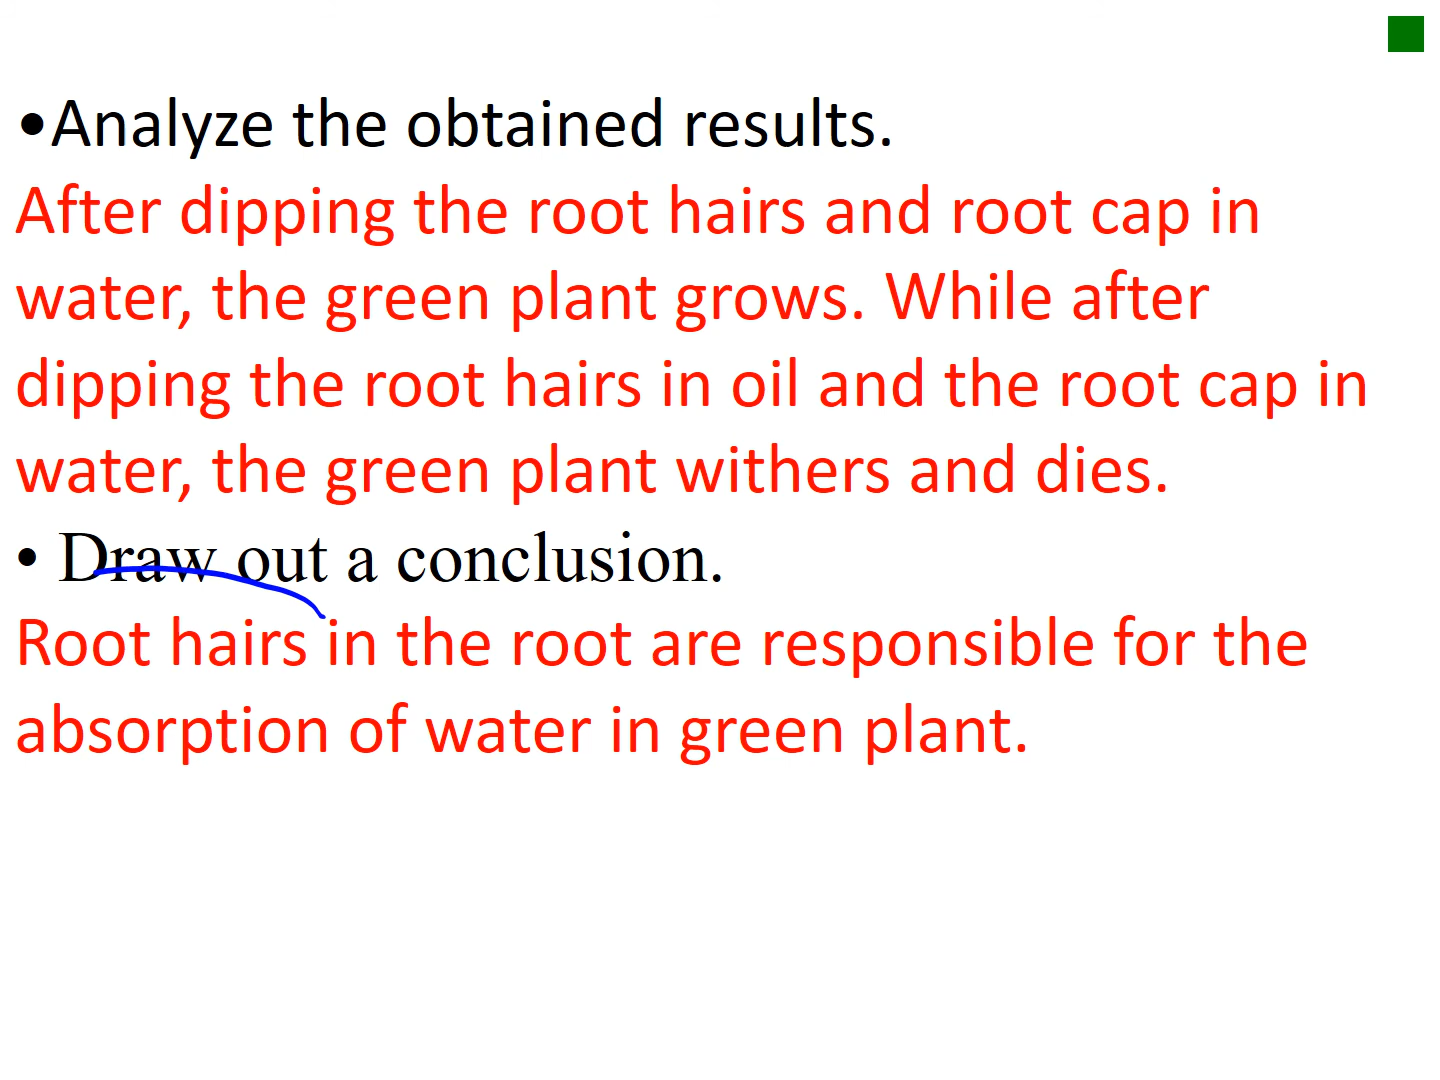 •Analyze the obtained results.
After dipping the root hairs and root cap in
water, the green plant grows. While after
dipping the root hairs in oil and the root cap in
water, the green plant withers and dies.
• Draw out a conclusion.
Root hairs in the root are responsible for the
absorption of water in green plant.